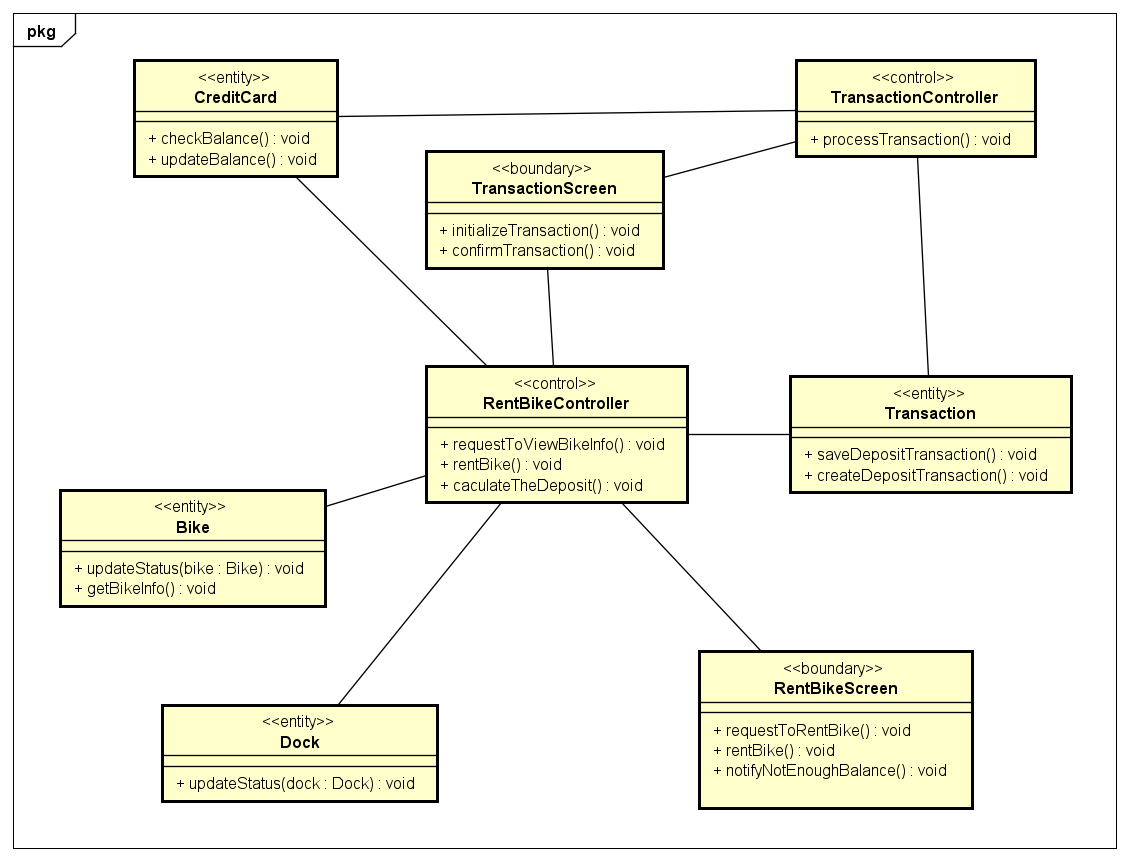 pkg
<<entity>>
CreditCard
+ checkBalance() : void
+ updateBalance() : void
<<control>>
TransactionController
+ processTransaction() : void
<<boundary>>
TransactionScreen
+ initializeTransaction() : void
+ confirmTransaction() : void
<<control>>
RentBikeController
+ requestToViewBikeInfo() : void
+ rentBike() : void
+ caculateTheDeposit() : void
<<entity>>
Transaction
+ saveDepositTransaction() : void
+ createDepositTransaction() : void
<<entity>>
Bike
+ updateStatus(bike : Bike) : void
+ getBikeInfo() : void
<<boundary>>
RentBikeScreen
+ requestToRentBike() : void
+ rentBike() : void
+ notifyNotEnoughBalance() : void
<<entity>>
Dock
+ updateStatus(dock : Dock) : void